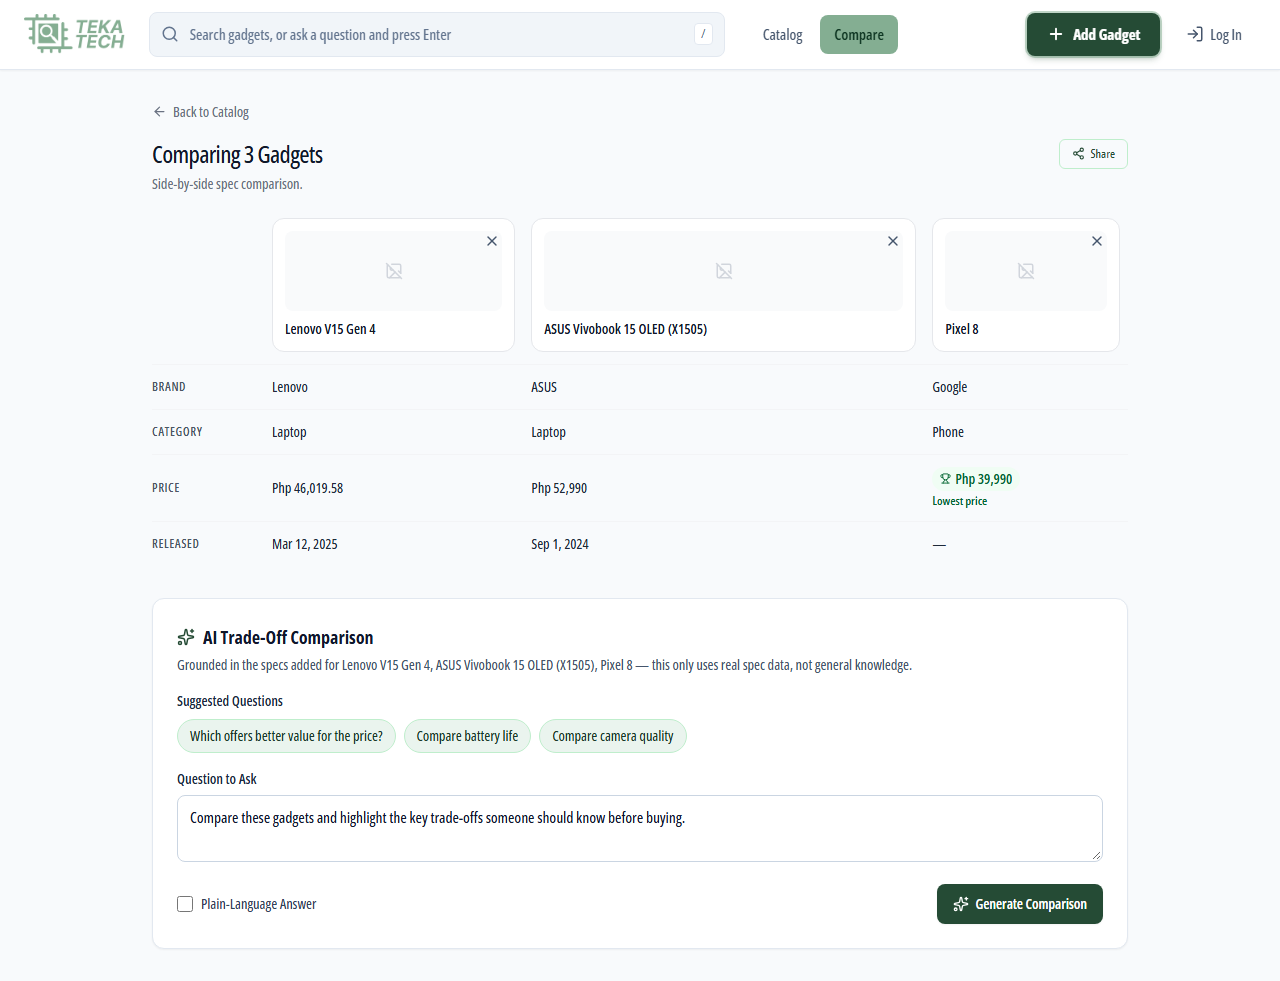 TEKA TECH
Search gadgets, or ask a question and press Enter
/
Catalog
Compare
Add Gadget
Log In
Back to Catalog
Comparing 3 Gadgets
Share
Side-by-side spec comparison.
Lenovo V15 Gen 4
ASUS Vivobook 15 OLED (X1505)
Pixel 8
BRAND Lenovo ASUS Google
CATEGORY Laptop Laptop Phone
PRICE Php 46,019.58 Php 52,990 Php 39,990
Lowest price
RELEASED Mar 12, 2025 Sep 1, 2024 —
AI Trade-Off Comparison
Grounded in the specs added for Lenovo V15 Gen 4, ASUS Vivobook 15 OLED (X1505), Pixel 8 — this only uses real spec data, not general knowledge.
Suggested Questions
Which offers better value for the price?
Compare battery life
Compare camera quality
Question to Ask
Compare these gadgets and highlight the key trade-offs someone should know before buying.
Plain-Language Answer
Generate Comparison